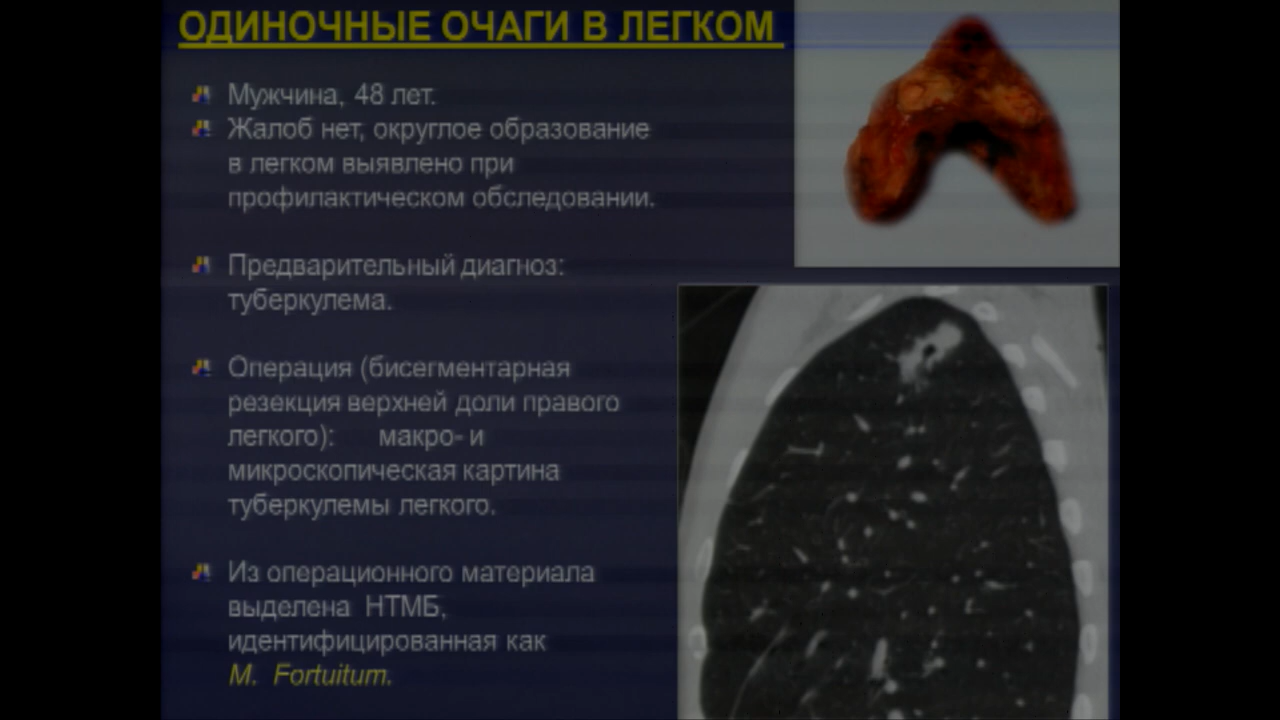 ОДИНОЧНЫЕ ОЧАГИ В ЛЕГКОМ
Мужчина, 48 лет.
Жалоб нет, округлое образование
в легком выявлено при
профилактическом обследовании.
Предварительный диагноз:
туберкулема.
Операция (бисегментарная
резекция верхней доли правого
легкого): макро- и
микроскопическая картина
туберкулемы легкого.
Из операционного материала
выделена НТМБ,
идентифицированная как
M. Fortuitum.